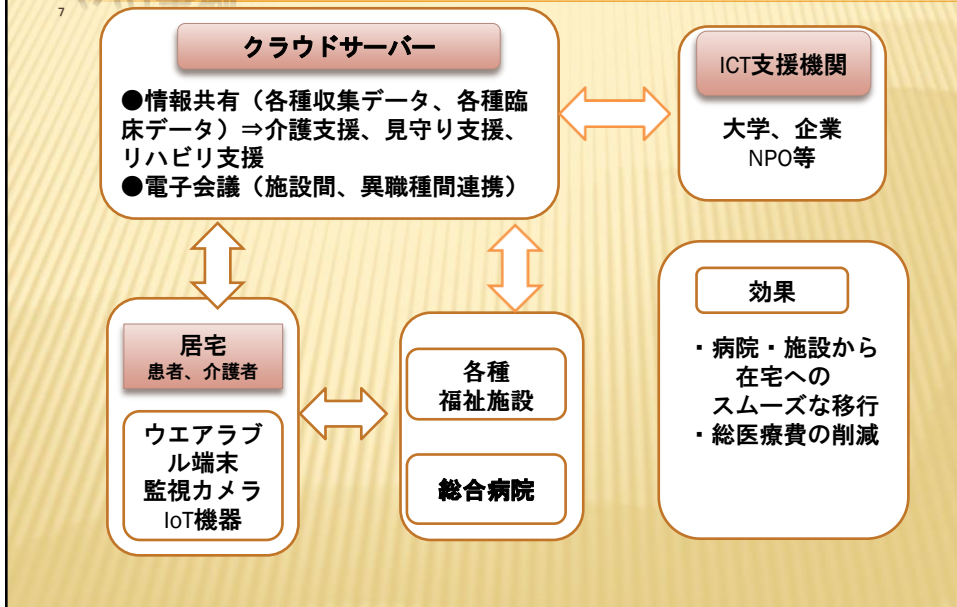 7
クラウドサーバー
●情報共有（各種収集データ、各種臨
床データ）⇒介護支援、見守り支援、
リハビリ支援
●電子会議（施設間、異職種間連携）
ICT支援機関
大学、企業
NPO等
居宅
患者、介護者
ウエアラブ
ル端末
監視カメラ
IoT機器
各種
福祉施設
総合病院
効果
・病院・施設から
在宅への
スムーズな移行
・総医療費の削減